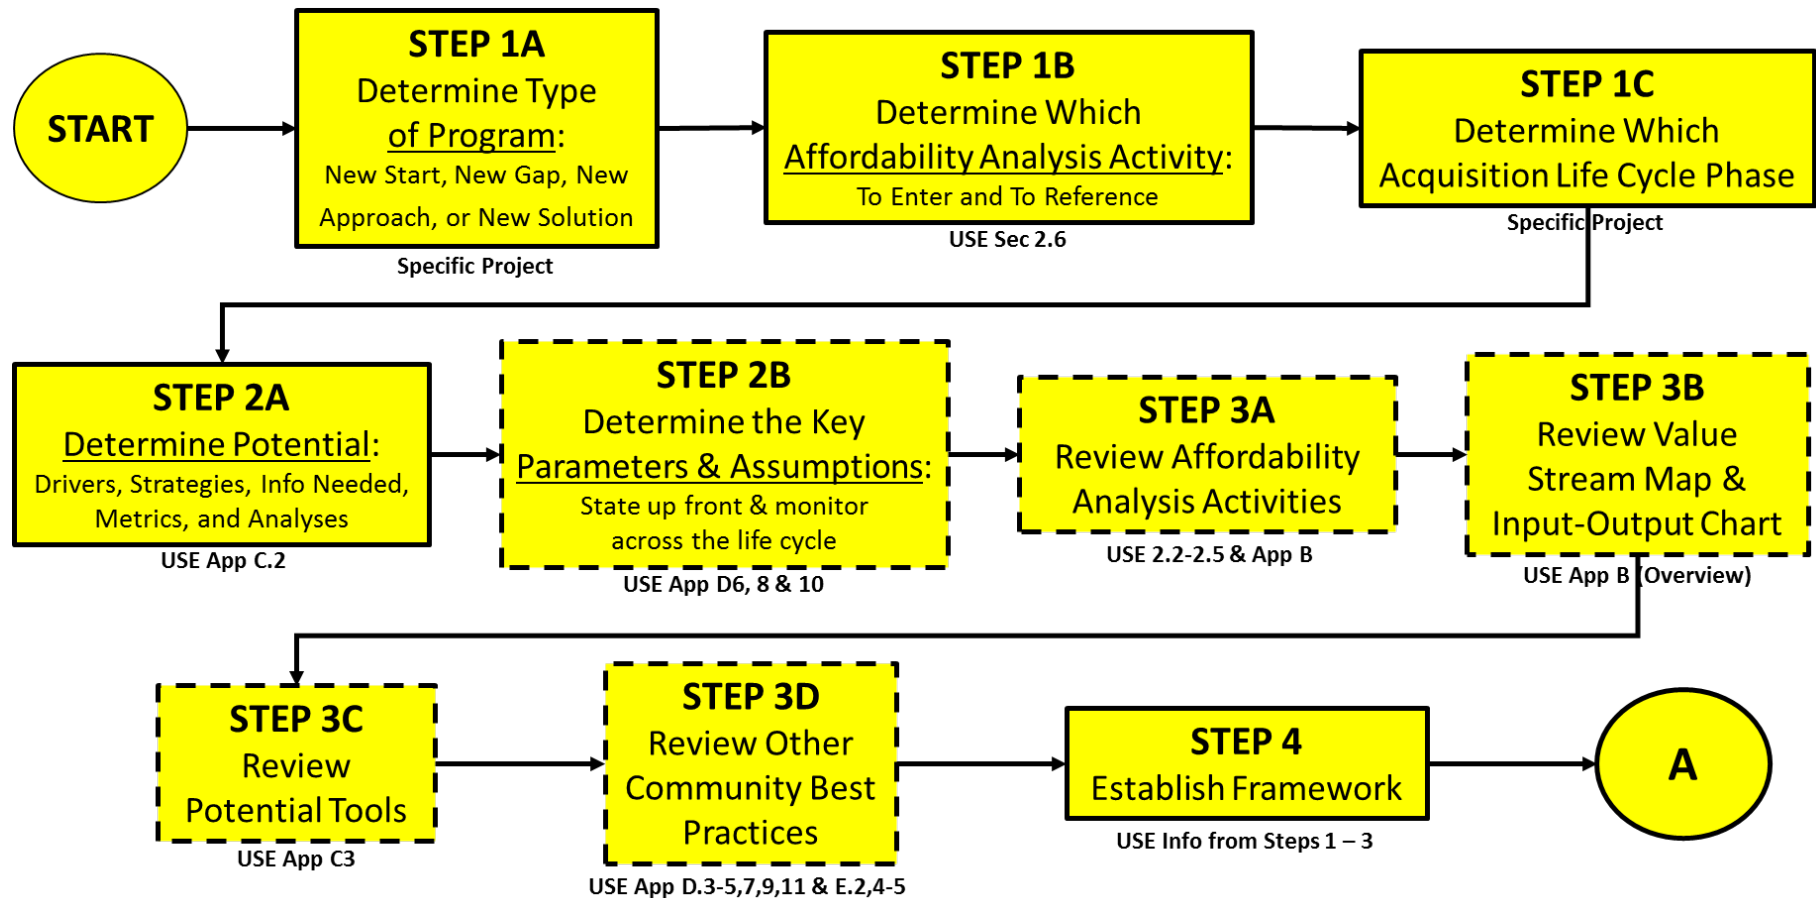 START
STEP 1A
Determine Type
of Program:
New Start, New Gap, New
Approach, or New Solution
Specific Project
STEP 1B
Determine Which
Affordability Analysis Activity:
To Enter and To Reference
USE Sec 2.6
STEP 1C
Determine Which
Acquisition Life Cycle Phase
Specific Project
STEP 2A
Determine Potential:
Drivers, Strategies, Info Needed,
Metrics, and Analyses
USE App C.2
STEP 2B
Determine the Key
Parameters & Assumptions:
State up front & monitor
across the life cycle
USE App D6, 8 & 10
STEP 3A
Review Affordability
Analysis Activities
USE 2.2-2.5 & App B
STEP 3B
Review Value
Stream Map &
Input-Output Chart
USE App B (Overview)
STEP 3C
Review
Potential Tools
USE App C3
STEP 3D
Review Other
Community Best
Practices
USE App D.3-5,7,9,11 & E.2,4-5
STEP 4
Establish Framework
USE Info from Steps 1 – 3
A